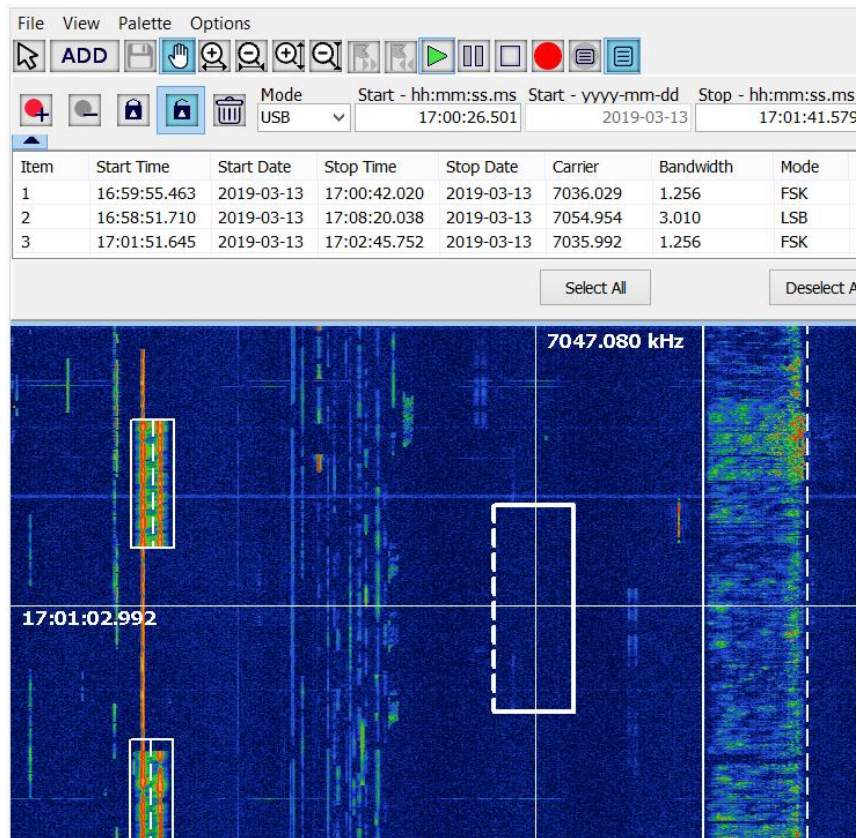 File View Palette Options
ADD
Mode Start - hh:mm:ss.ms Start - yyyy-mm-dd Stop - hh:mm:ss.ms
USB 17:00:26.501 2019-03-13 17:01:41.579
Item Start Time Start Date Stop Time Stop Date Carrier Bandwidth Mode
1 16:59:55.463 2019-03-13 17:00:42.020 2019-03-13 7036.029 1.256 FSK
2 16:58:51.710 2019-03-13 17:08:20.038 2019-03-13 7054.954 3.010 LSB
3 17:01:51.645 2019-03-13 17:02:45.752 2019-03-13 7035.992 1.256 FSK
Select All Deselect A
7047.080 kHz
17:01:02.992